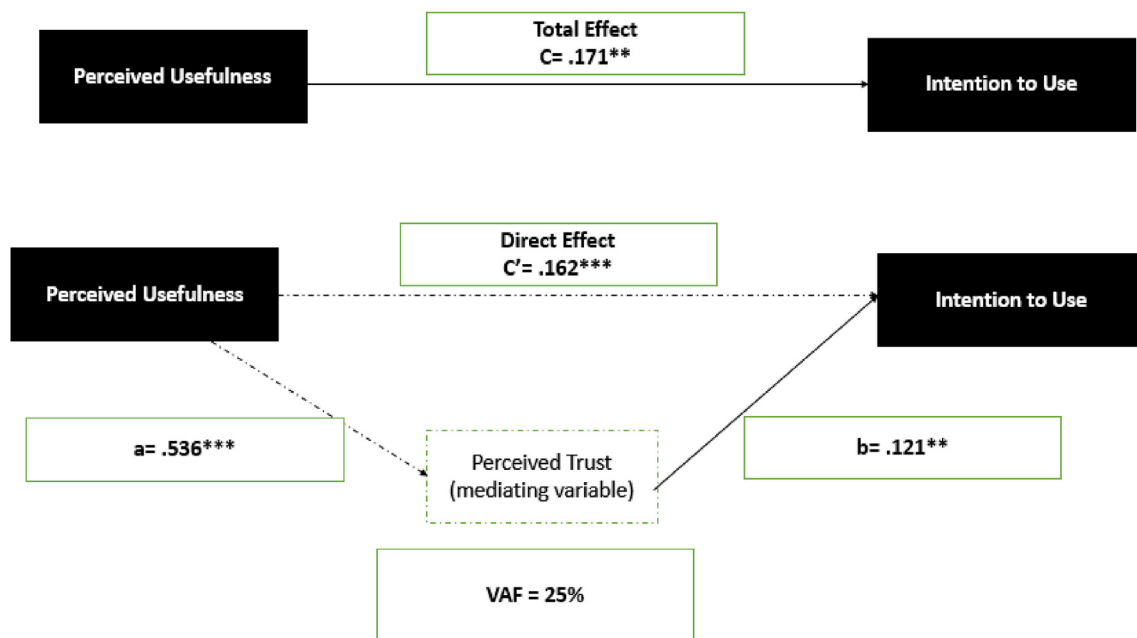 Total Effect
C= .171**
Perceived Usefulness
Intention to Use
Direct Effect
C’= .162***
Perceived Usefulness
Intention to Use
a= .536***
Perceived Trust
(mediating variable)
b= .121**
VAF = 25%